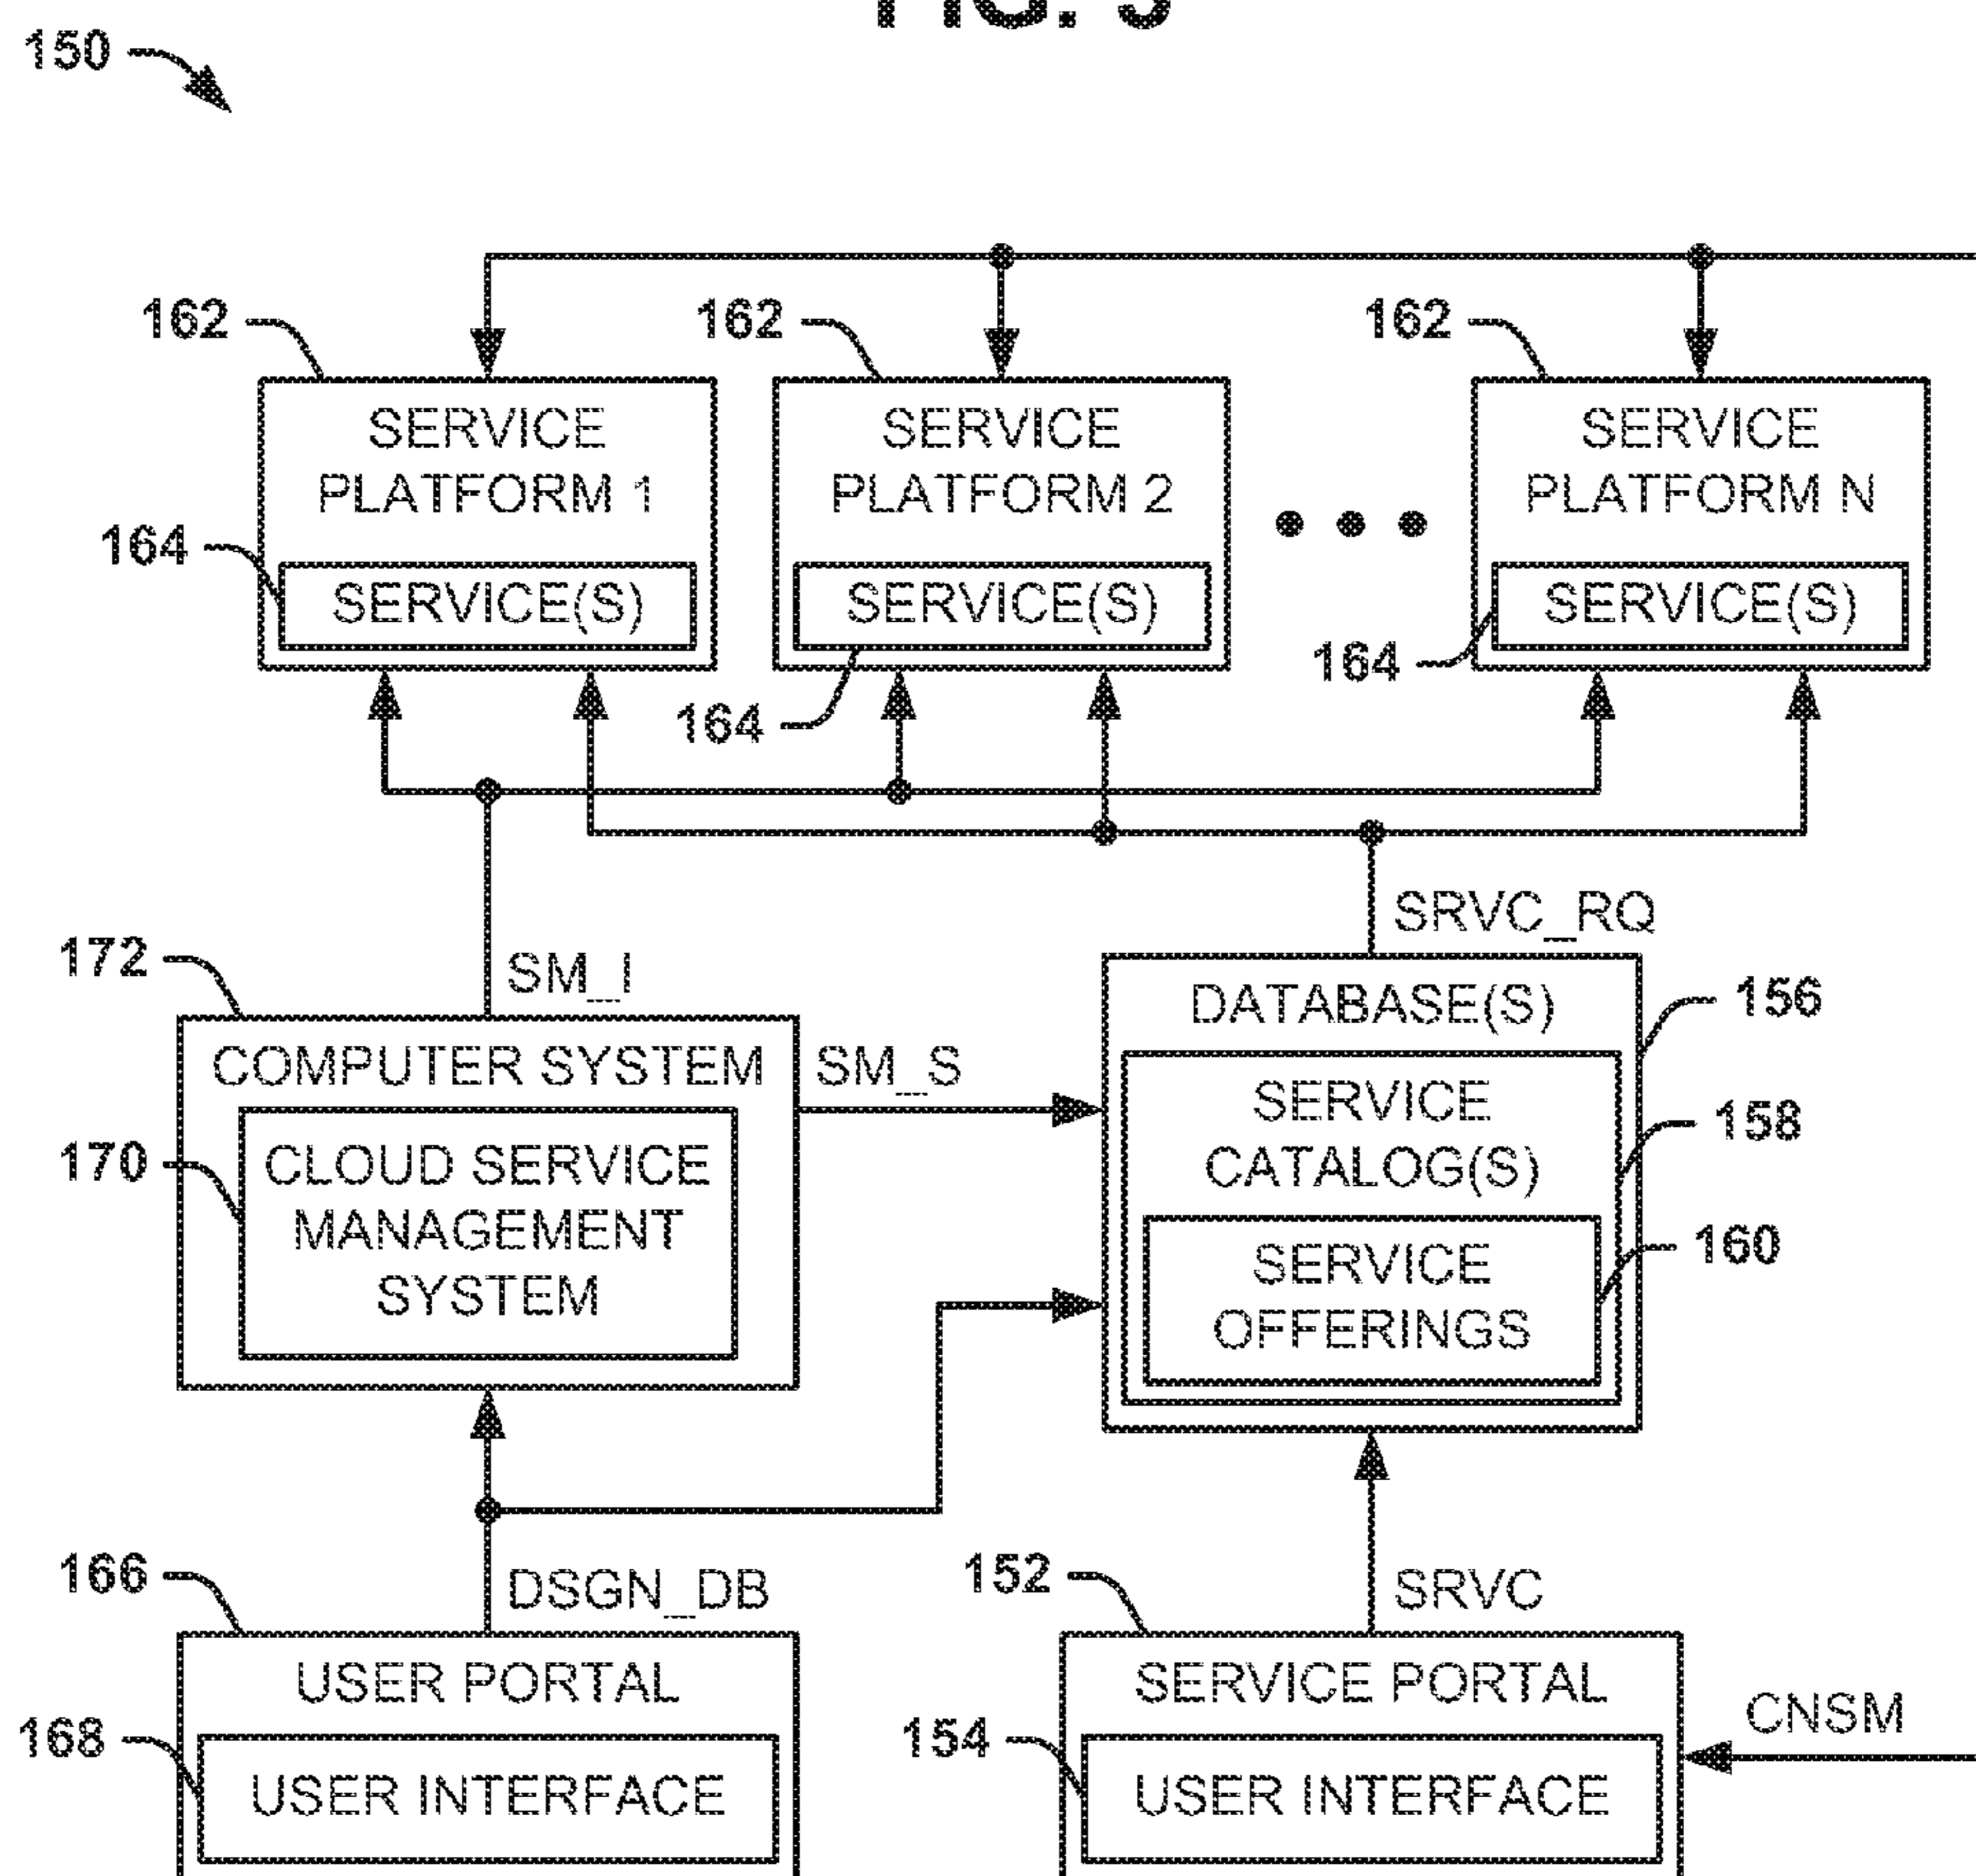 FIG. 3
150
162
162
162
SERVICE
PLATFORM 1
SERVICE
PLATFORM 2
SERVICE
PLATFORM N
164
SERVICE(S)
SERVICE(S)
SERVICE(S)
164
164
SRVC_RQ
172
SM_I
DATABASE(S)
156
COMPUTER SYSTEM
SM_S
SERVICE
CATALOG(S)
158
170
CLOUD SERVICE
MANAGEMENT
SYSTEM
SERVICE
OFFERINGS
160
166
DSGN_DB
152
SRVC
USER PORTAL
SERVICE PORTAL
CNSM
168
USER INTERFACE
154
USER INTERFACE